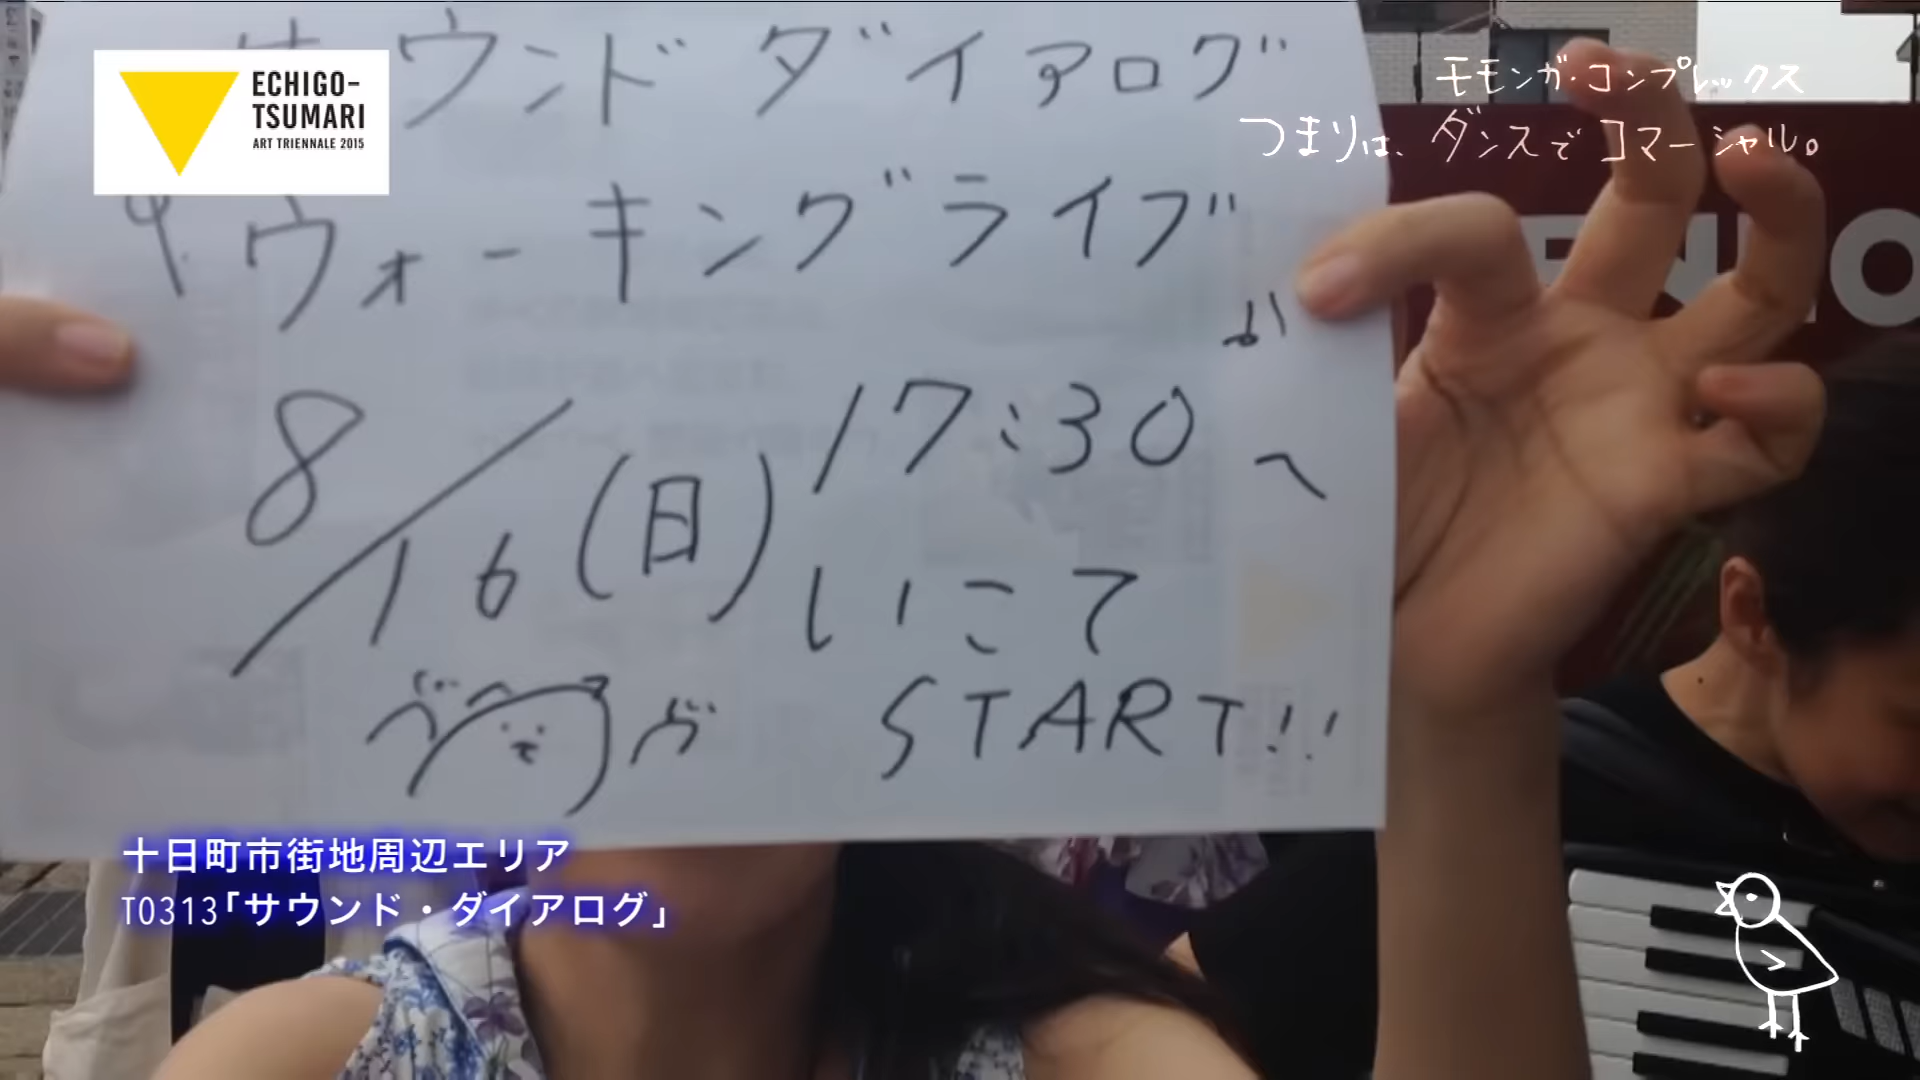 ECHIGO-
TSUMARI
ART TRIENNALE 2015
モモンガ・コンプレックス
つまりは、ダンスでコマーシャル。
サウンドダイアログ
ウォーキングライブ
が
8/16(日) 17:30〜
いこて
START!!
十日町市街地周辺エリア
T0313「サウンド・ダイアログ」